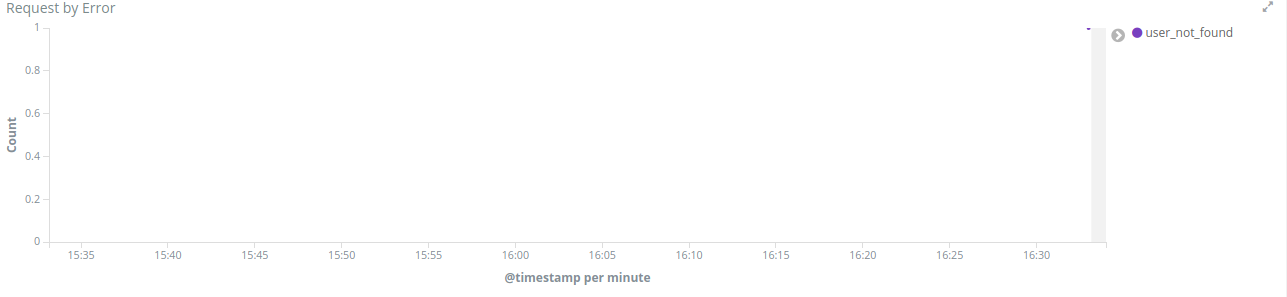 Request by Error
1
0.8
0.6
0.4
0.2
0
Count
15:35 15:40 15:45 15:50 15:55 16:00 16:05 16:10 16:15 16:20 16:25 16:30
@timestamp per minute
user_not_found